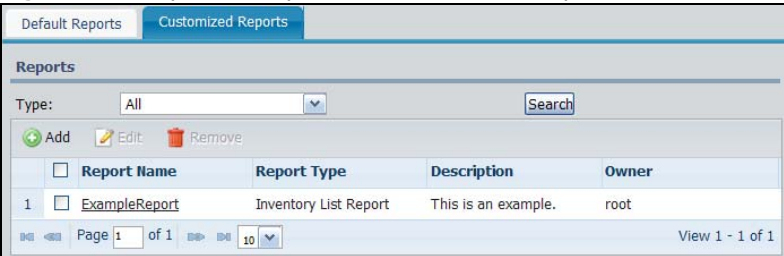 Default Reports Customized Reports
Reports
Type: All Search
Add Edit Remove
Report Name Report Type Description Owner
1 ExampleReport Inventory List Report This is an example. root
Page 1 of 1 10 View 1 - 1 of 1